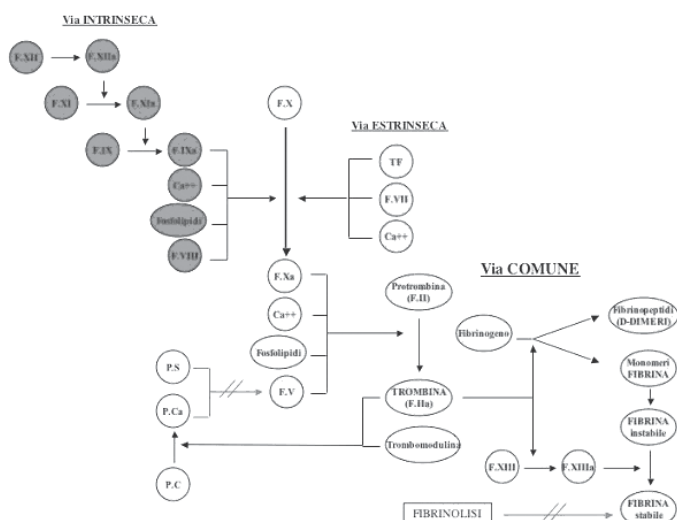 Via INTRINSECA
F.XII
F.XIIa
F.XI
F.XIa
F.IX
F.IXa
Ca++
Fosfolipidi
F.VIII
F.X
Via ESTRINSECA
TF
F.VII
Ca++
F.Xa
Ca++
Fosfolipidi
F.V
P.S
P.Ca
P.C
Via COMUNE
Protrombina
(F.II)
TROMBINA
(F.IIa)
Trombomodulina
Fibrinogeno
Fibrinopeptidi
(D-DIMERI)
Monomeri
FIBRINA
FIBRINA
instabile
F.XIII
F.XIIIa
FIBRINOLISI
FIBRINA
stabile